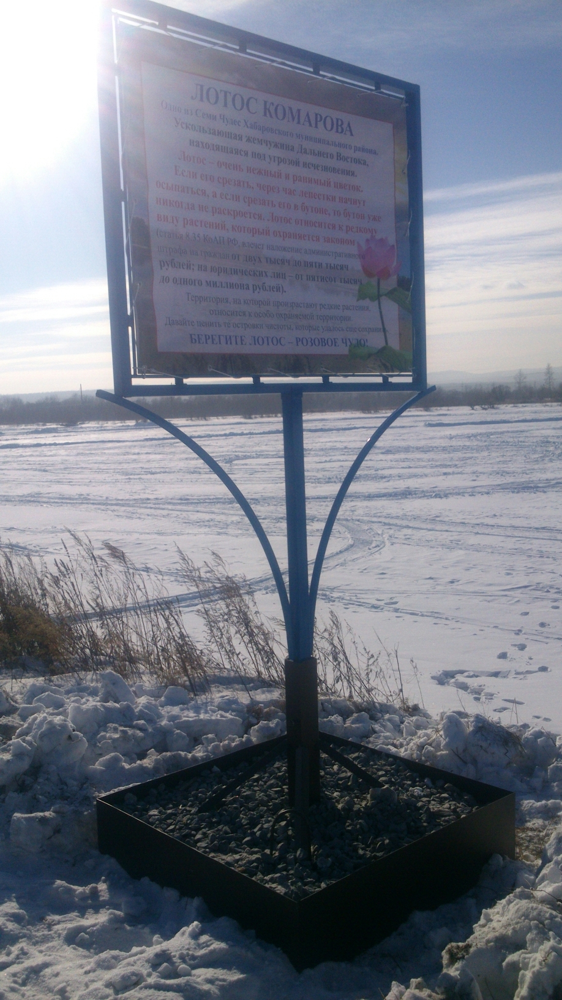 ЛОТОС КОМАРОВА
Одно из Семи Чудес Хабаровского муниципального района.
Ускользающая жемчужина Дальнего Востока,
находящаяся под угрозой исчезновения.
Лотос – очень нежный и ранимый цветок.
Если его срезать, через час лепестки начнут
осыпаться, а если срезать его в бутоне, то бутон уже
никогда не раскроется. Лотос относится к редкому
виду растений, который охраняется законом
(статья 8.35 КоАП РФ, влечет наложение административного
штрафа на граждан от двух тысяч до пяти тысяч
рублей; на юридических лиц – от пятисот тысяч
до одного миллиона рублей).
Территория, на которой произрастают редкие растения,
относится к особо охраняемой территории.
Давайте ценить те островки чистоты, которые удалось еще сохранить.
БЕРЕГИТЕ ЛОТОС – РОЗОВОЕ ЧУДО!